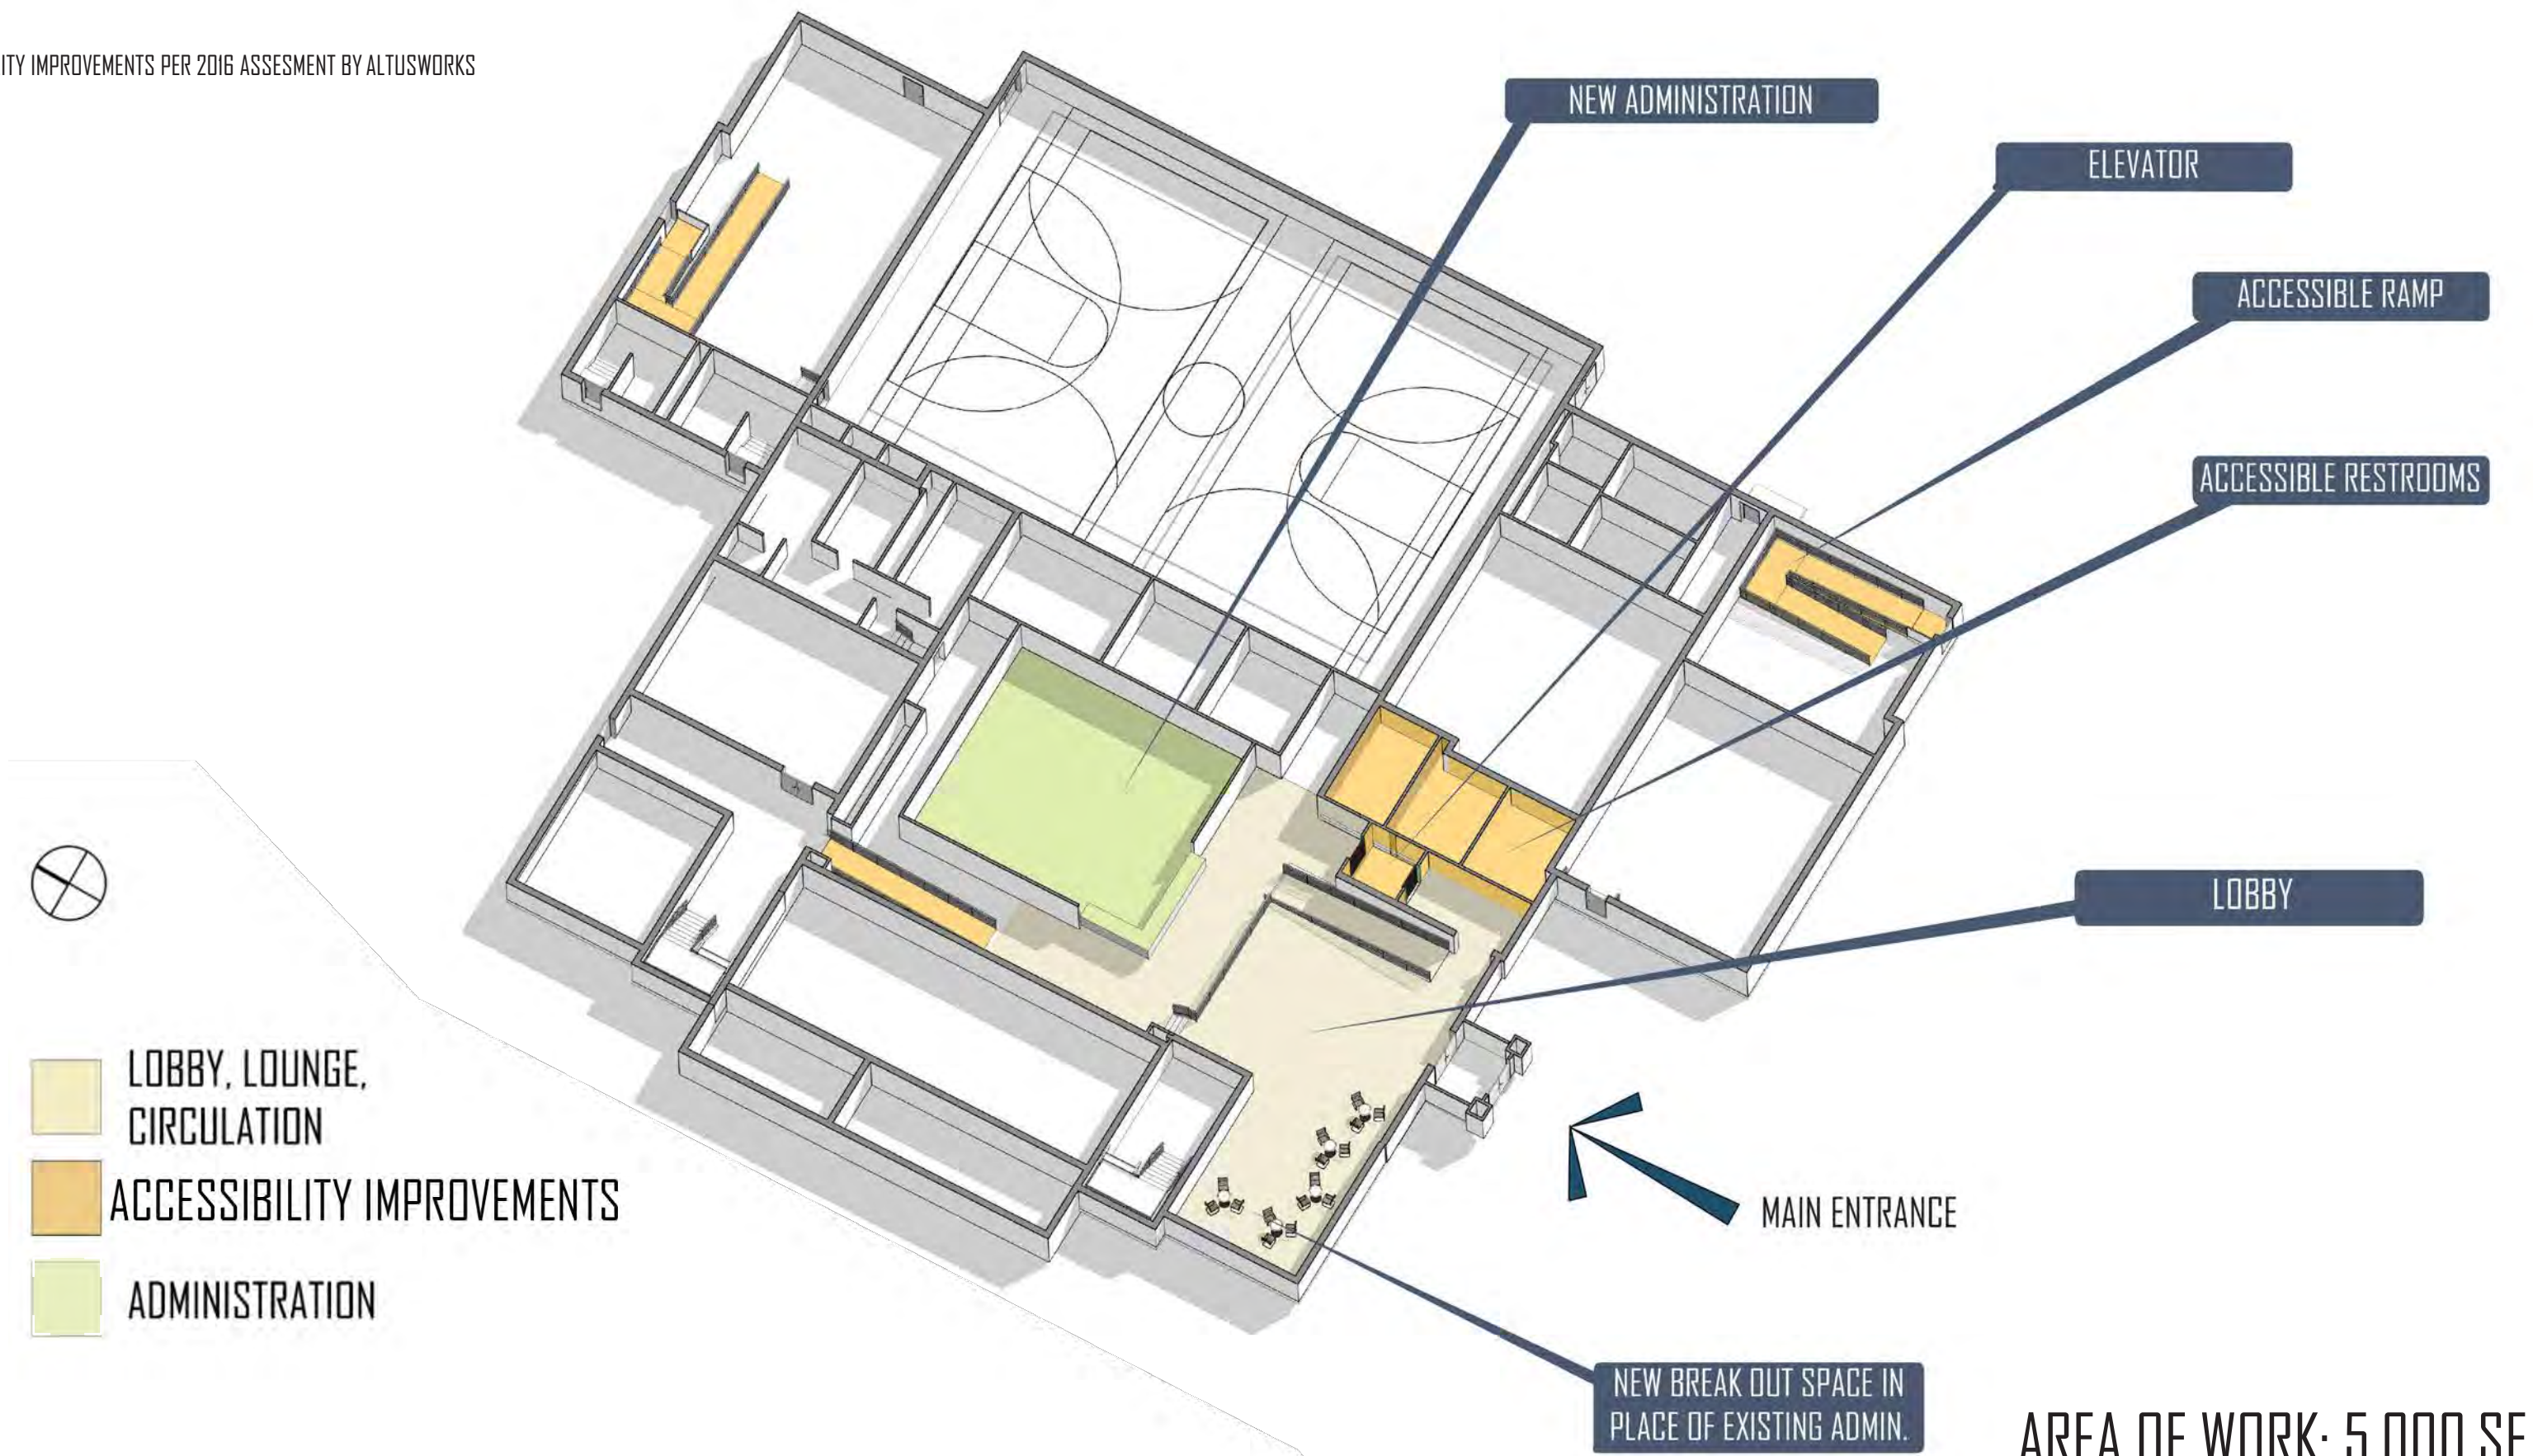 ITY IMPROVEMENTS PER 2016 ASSESMENT BY ALTUSWORKS
NEW ADMINISTRATION
ELEVATOR
ACCESSIBLE RAMP
ACCESSIBLE RESTROOMS
LOBBY
LOBBY, LOUNGE,
CIRCULATION
ACCESSIBILITY IMPROVEMENTS
ADMINISTRATION
MAIN ENTRANCE
NEW BREAK OUT SPACE IN
PLACE OF EXISTING ADMIN.
AREA OF WORK: 5,000 SF